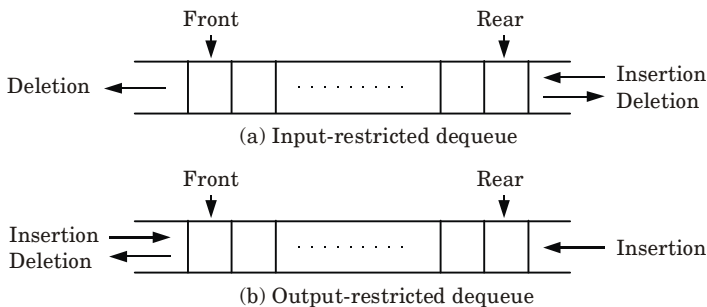 Front Rear
Deletion
Insertion
Deletion
(a) Input-restricted dequeue
Front Rear
Insertion
Deletion
Insertion
(b) Output-restricted dequeue